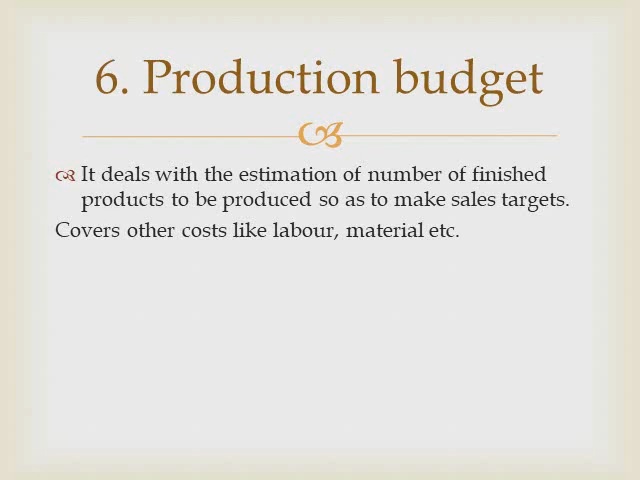 6. Production budget
It deals with the estimation of number of finished
products to be produced so as to make sales targets.
Covers other costs like labour, material etc.